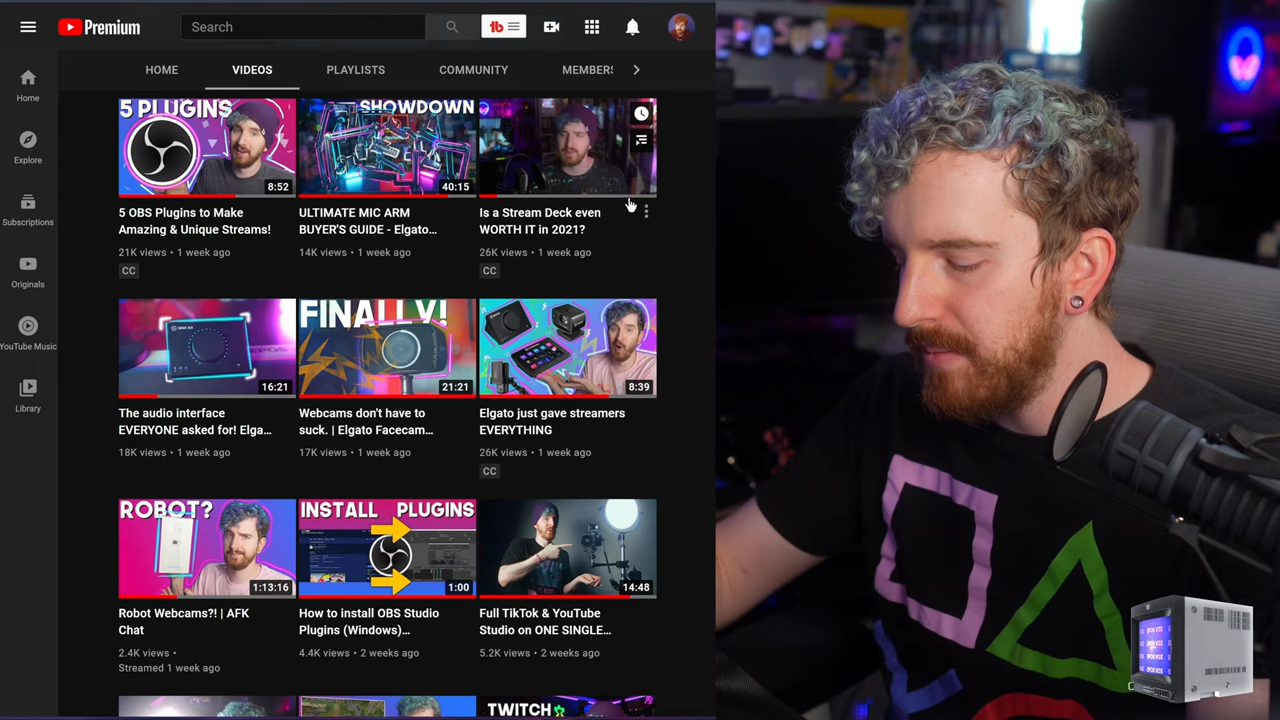 Premium
Search
tb
HOME
VIDEOS
PLAYLISTS
COMMUNITY
MEMBERS
Home
Explore
Subscriptions
Originals
YouTube Music
Library
5 PLUGINS
8:52
SHOWDOWN
40:15
5 OBS Plugins to Make
Amazing & Unique Streams!
21K views • 1 week ago
CC
ULTIMATE MIC ARM
BUYER'S GUIDE - Elgato...
14K views • 1 week ago
Is a Stream Deck even
WORTH IT in 2021?
26K views • 1 week ago
CC
16:21
FINALLY!
21:21
8:39
The audio interface
EVERYONE asked for! Elga...
18K views • 1 week ago
Webcams don't have to
suck. | Elgato Facecam...
17K views • 1 week ago
Elgato just gave streamers
EVERYTHING
26K views • 1 week ago
CC
ROBOT?
1:13:16
INSTALL PLUGINS
1:00
14:48
Robot Webcams?! | AFK
Chat
2.4K views •
Streamed 1 week ago
How to install OBS Studio
Plugins (Windows)...
4.4K views • 2 weeks ago
Full TikTok & YouTube
Studio on ONE SINGLE...
5.2K views • 2 weeks ago
TWITCH
EPOS VOX